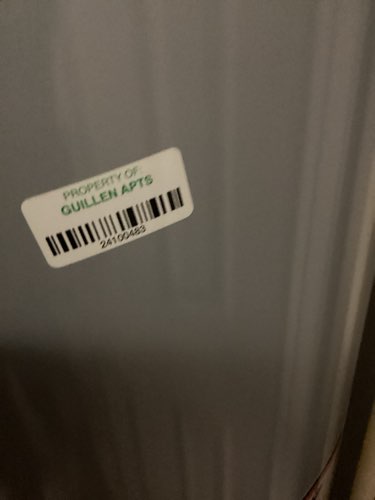 PROPERTY OF
GUILLEN APTS
24100483